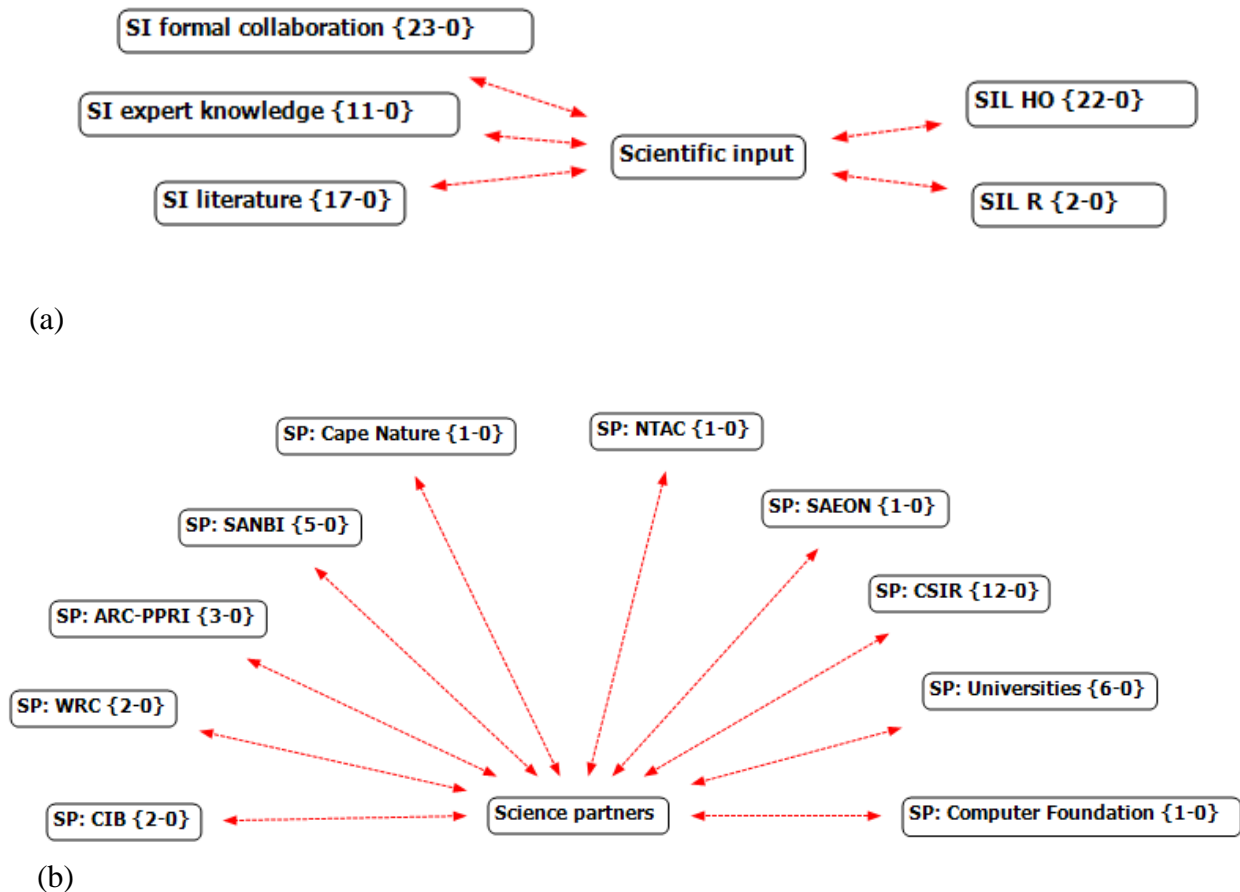 SI formal collaboration {23-0}
SI expert knowledge {11-0}
SI literature {17-0}
Scientific input
SIL HO {22-0}
SIL R {2-0}
(a)
SP: Cape Nature {1-0}
SP: NTAC {1-0}
SP: SANBI {5-0}
SP: SAEON {1-0}
SP: ARC-PPRI {3-0}
SP: CSIR {12-0}
SP: WRC {2-0}
SP: Universities {6-0}
SP: CIB {2-0}
Science partners
SP: Computer Foundation {1-0}
(b)